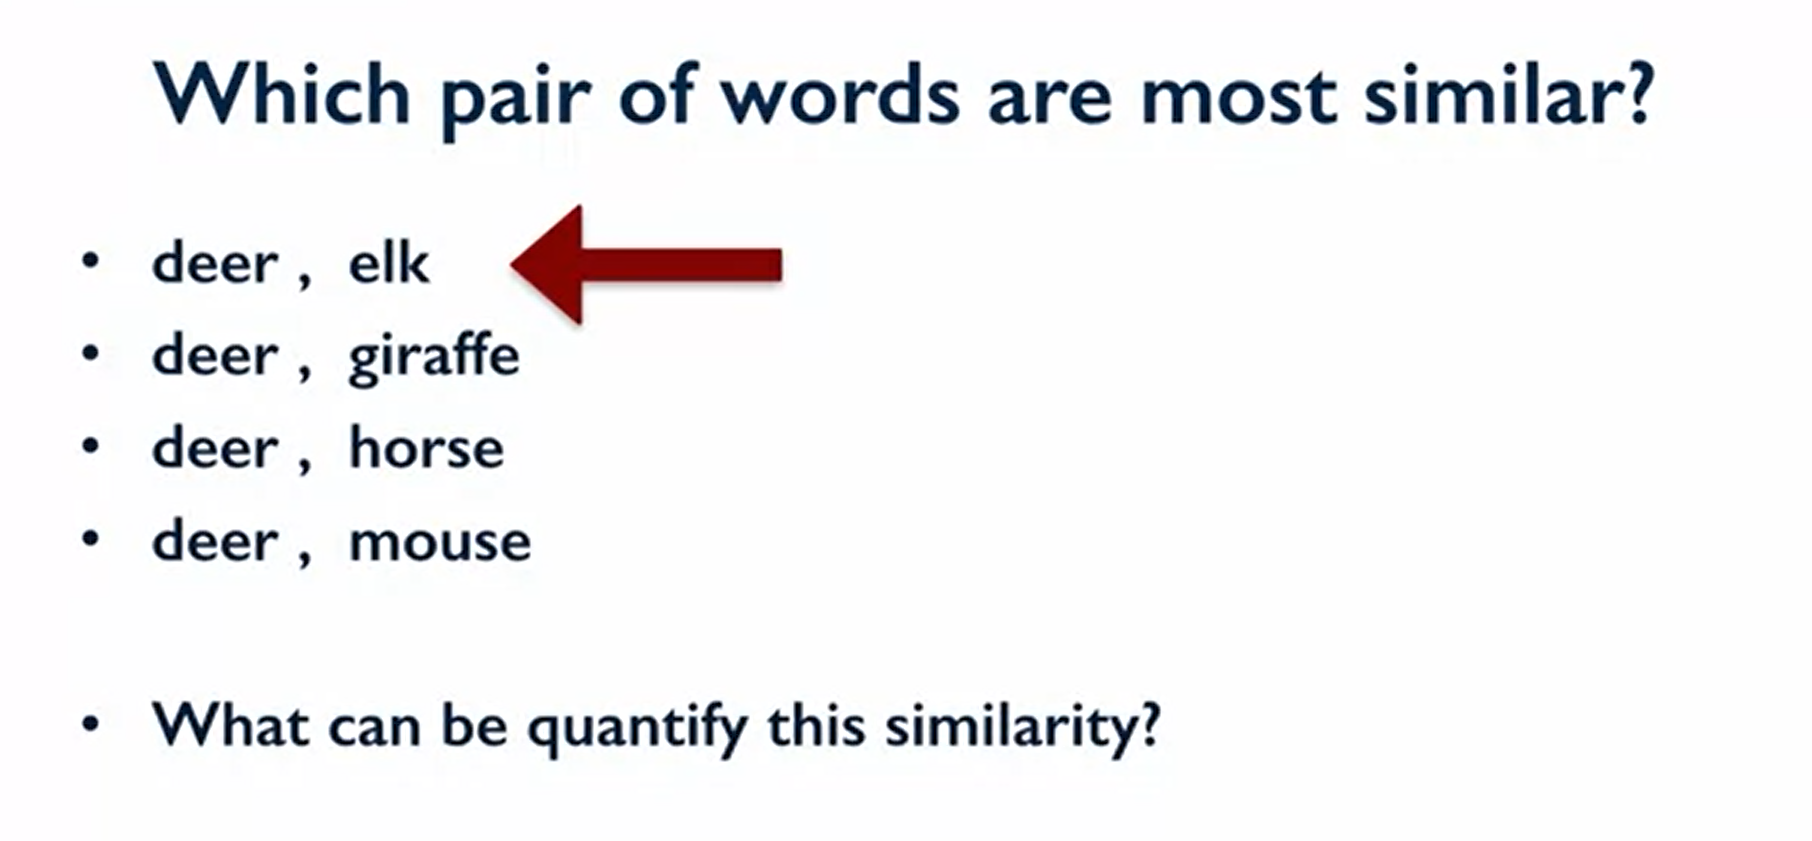 Which pair of words are most similar?
• deer , elk
• deer , giraffe
• deer , horse
• deer , mouse
• What can be quantify this similarity?